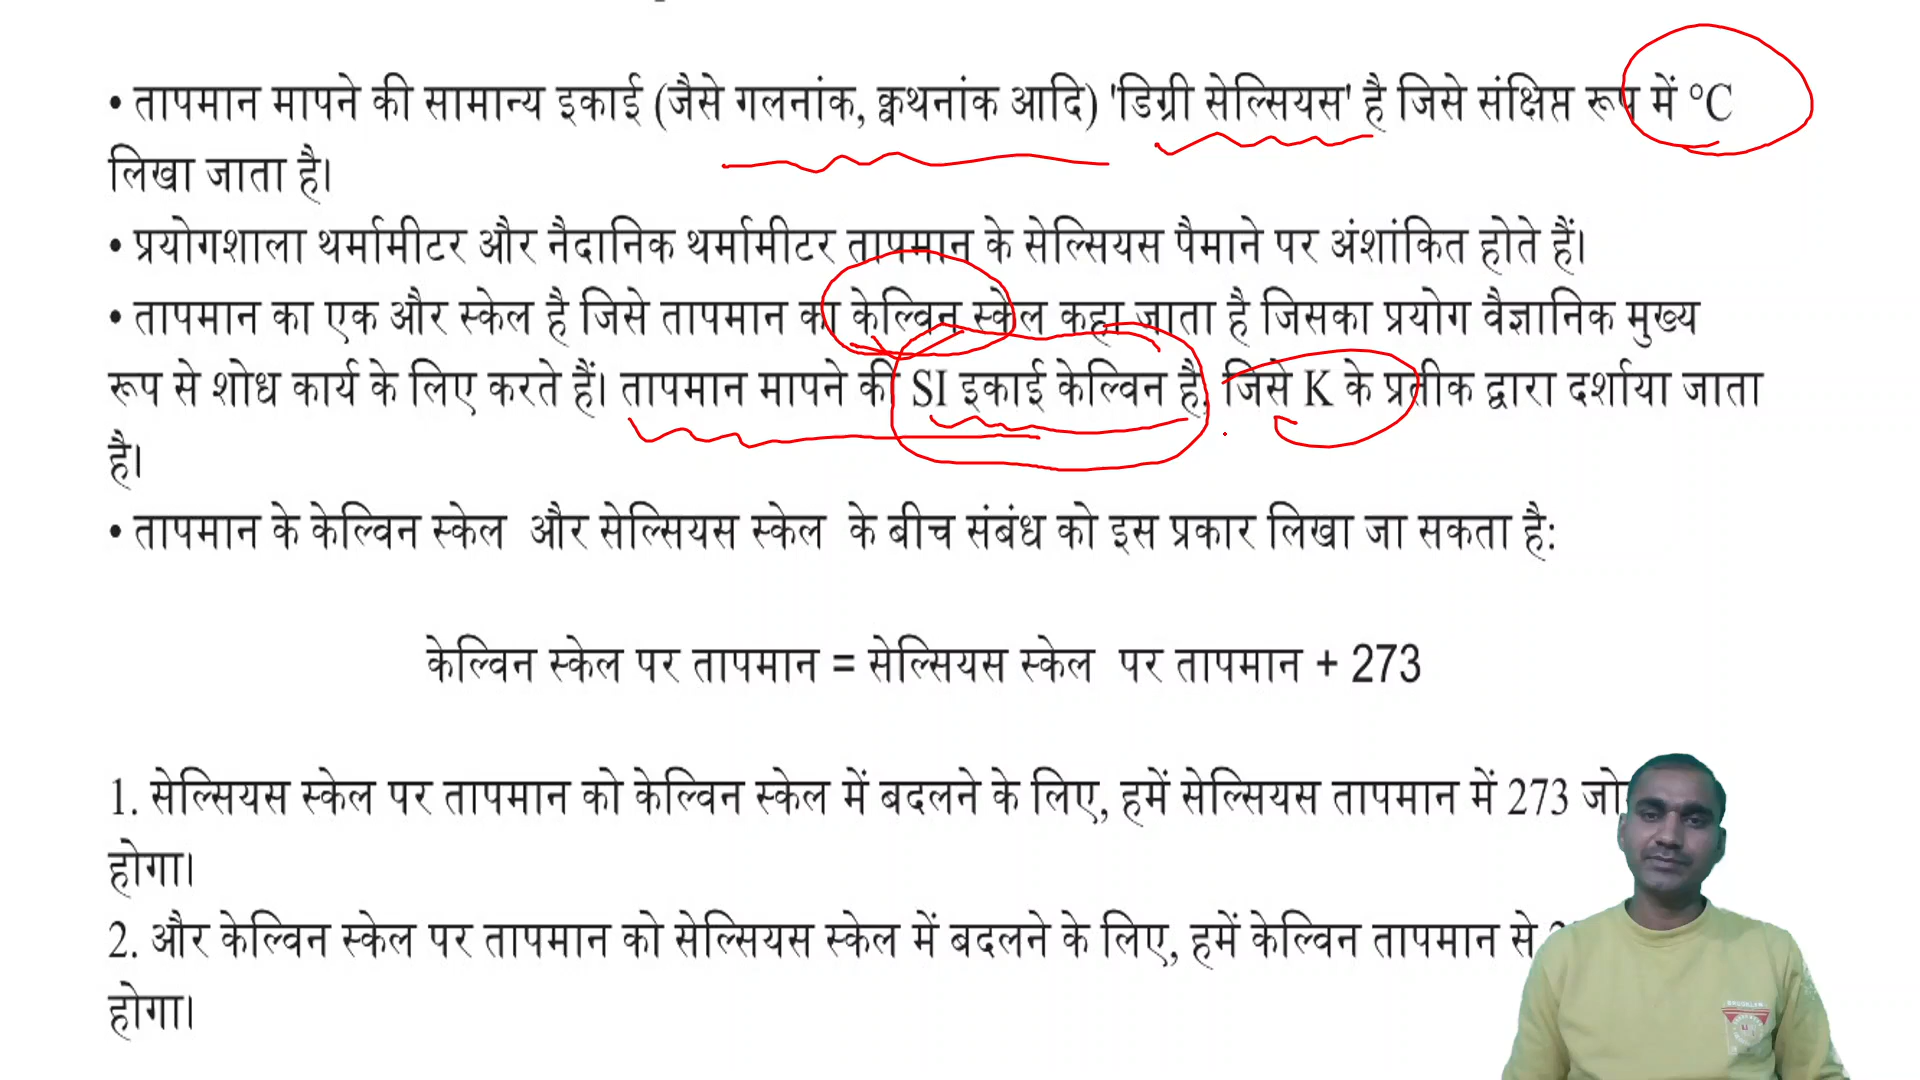 • तापमान मापने की सामान्य इकाई (जैसे गलनांक, क्वथनांक आदि) 'डिग्री सेल्सियस' है जिसे संक्षिप्त रूप में °C
लिखा जाता है।
• प्रयोगशाला थर्मामीटर और नैदानिक थर्मामीटर तापमान के सेल्सियस पैमाने पर अंशांकित होते हैं।
• तापमान का एक और स्केल है जिसे तापमान का केल्विन स्केल कहा जाता है जिसका प्रयोग वैज्ञानिक मुख्य
रूप से शोध कार्य के लिए करते हैं। तापमान मापने की SI इकाई केल्विन है, जिसे K के प्रतीक द्वारा दर्शाया जाता
है।
• तापमान के केल्विन स्केल और सेल्सियस स्केल के बीच संबंध को इस प्रकार लिखा जा सकता है:
केल्विन स्केल पर तापमान = सेल्सियस स्केल पर तापमान + 273
1. सेल्सियस स्केल पर तापमान को केल्विन स्केल में बदलने के लिए, हमें सेल्सियस तापमान में 273
होगा।
2. और केल्विन स्केल पर तापमान को सेल्सियस स्केल में बदलने के लिए, हमें केल्विन तापमान से
होगा।